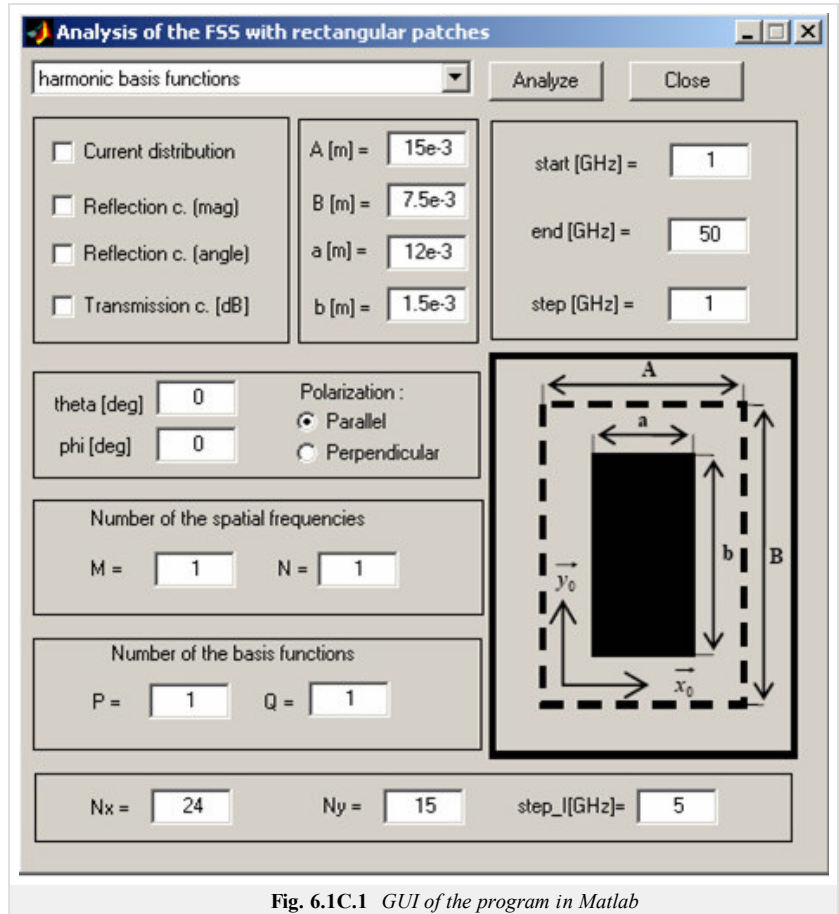 Analysis of the FSS with rectangular patches
harmonic basis functions
Analyze
Close
Current distribution
Reflection c. (mag)
Reflection c. (angle)
Transmission c. [dB]
A [m] = 15e-3
B [m] = 7.5e-3
a [m] = 12e-3
b [m] = 1.5e-3
start [GHz] = 1
end [GHz] = 50
step [GHz] = 1
theta [deg] 0
phi [deg] 0
Polarization :
Parallel
Perpendicular
Number of the spatial frequencies
M = 1 N = 1
Number of the basis functions
P = 1 Q = 1
A
a
b
B
y0
x0
Nx = 24 Ny = 15 step_I[GHz]= 5
Fig. 6.1C.1 GUI of the program in Matlab